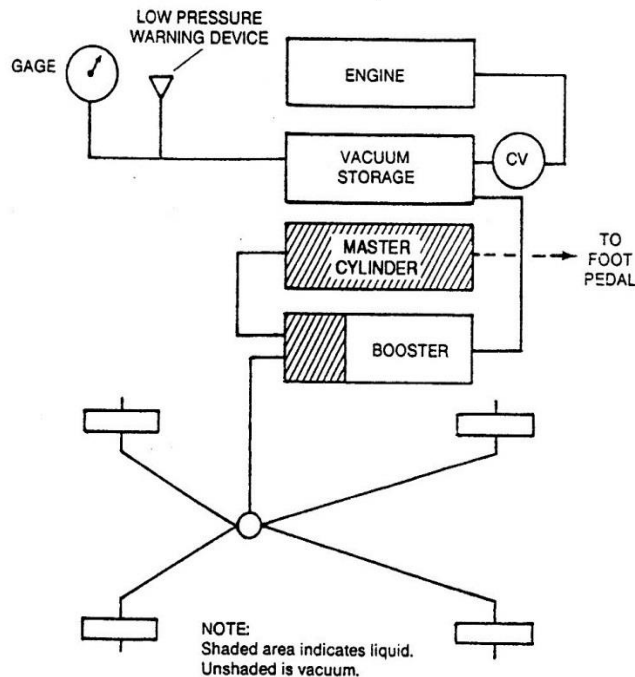 LOW PRESSURE
WARNING DEVICE
GAGE
ENGINE
VACUUM
STORAGE
CV
MASTER
CYLINDER
TO
FOOT
PEDAL
BOOSTER
NOTE:
Shaded area indicates liquid.
Unshaded is vacuum.